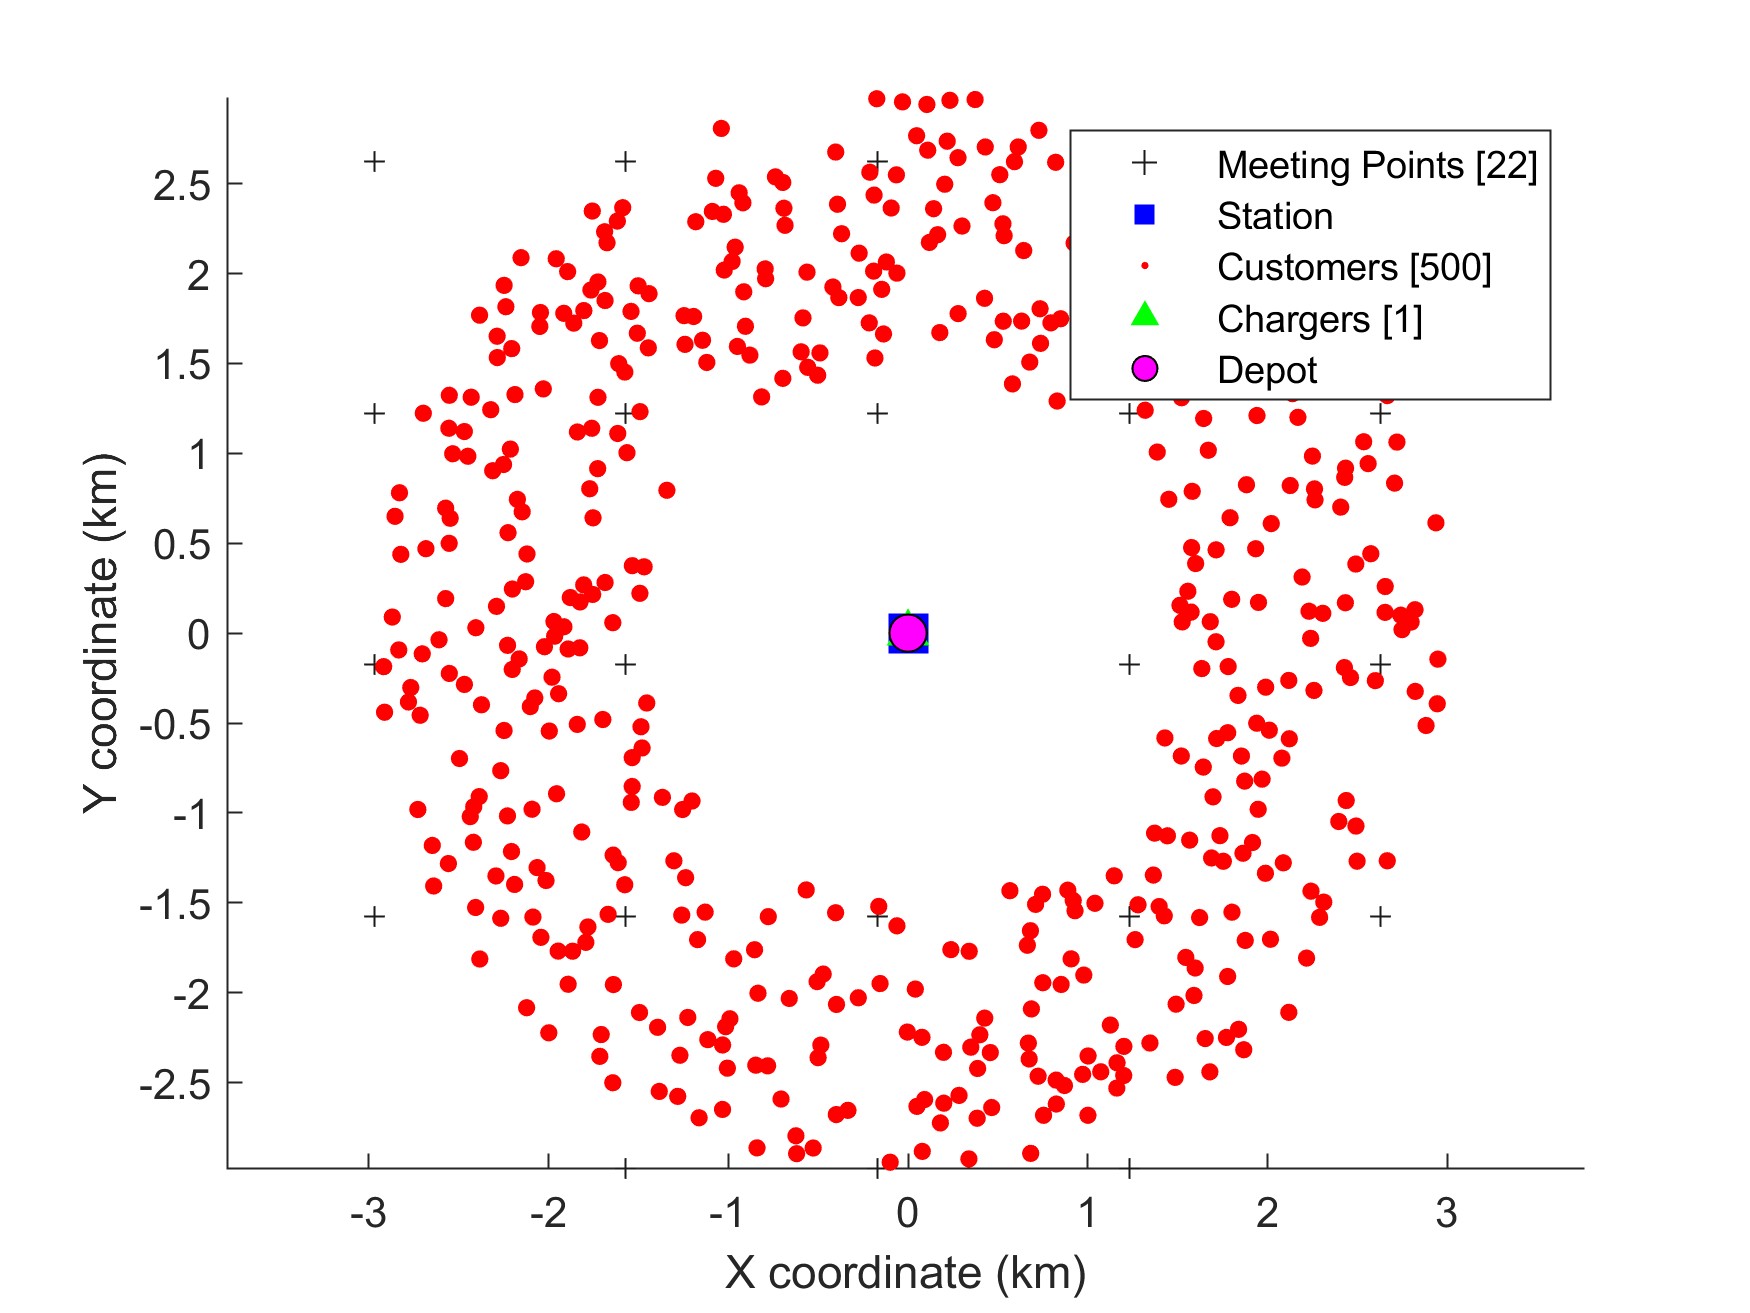 2.5
2
1.5
1
0.5
0
-0.5
-1
-1.5
-2
-2.5
Y coordinate (km)
Meeting Points [22]
Station
Customers [500]
Chargers [1]
Depot
-3 -2 -1 0 1 2 3
X coordinate (km)